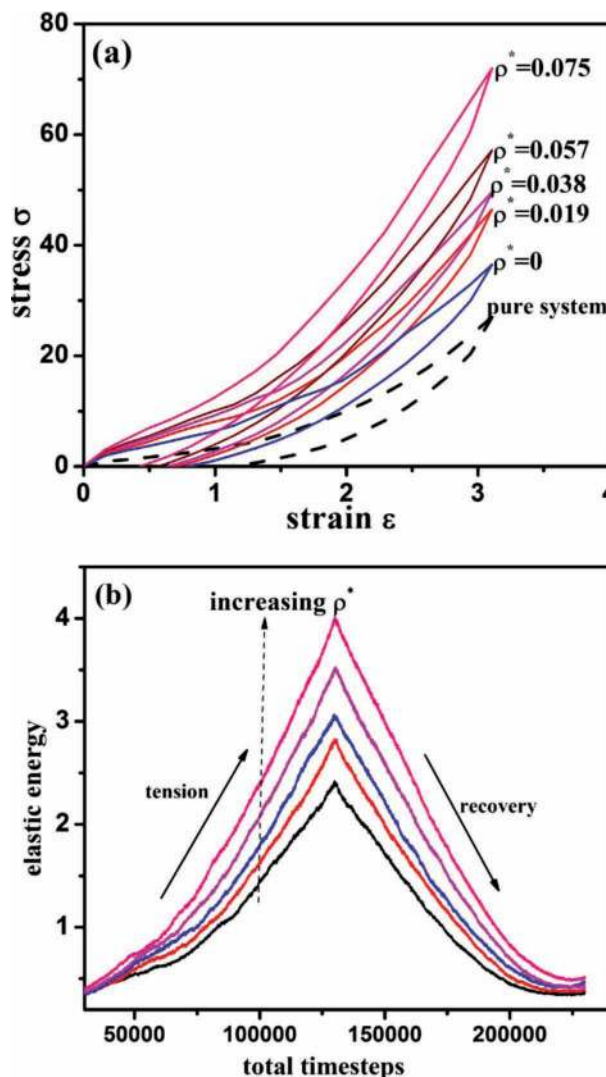 80
(a)
ρ*=0.075
60
ρ*=0.057
ρ*=0.038
40
ρ*=0.019
ρ*=0
pure system
20
0
0 1 2 3 4
stress σ
strain ε
(b)
increasing ρ*
4
3
tension
recovery
2
1
elastic energy
50000 100000 150000 200000
total timesteps